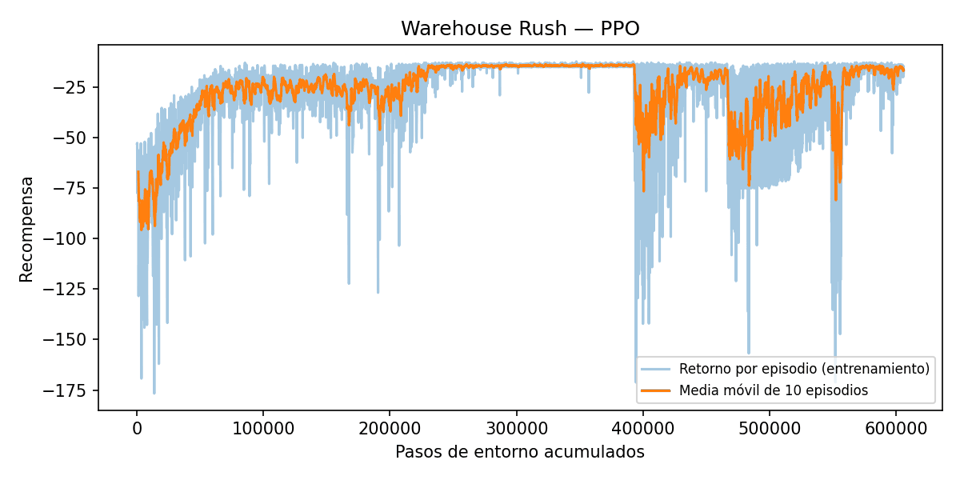 Warehouse Rush — PPO
Recompensa
−25
−50
−75
−100
−125
−150
−175
0
100000
200000
300000
400000
500000
600000
Pasos de entorno acumulados
Retorno por episodio (entrenamiento)
Media móvil de 10 episodios